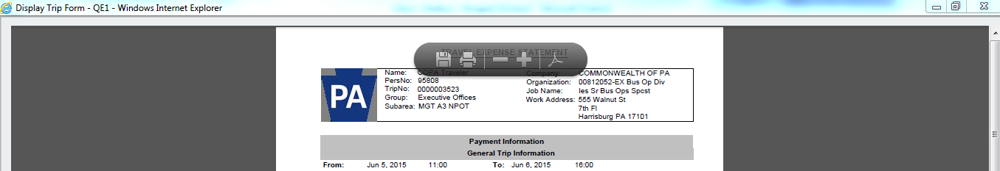 Display Trip Form - QE1 - Windows Internet Explorer
TRAVEL EXPENSE STATEMENT
PA
Name: COPA Traveler
PersNo: 95808
TripNo: 0000003523
Group: Executive Offices
Subarea: MGT A3 NPOT
Company: COMMONWEALTH OF PA
Organization: 00812052-EX Bus Op Div
Job Name: Ies Sr Bus Ops Spcst
Work Address: 555 Walnut St
7th Fl
Harrisburg PA 17101
Payment Information
General Trip Information
From: Jun 5, 2015 11:00 To: Jun 6, 2015 16:00